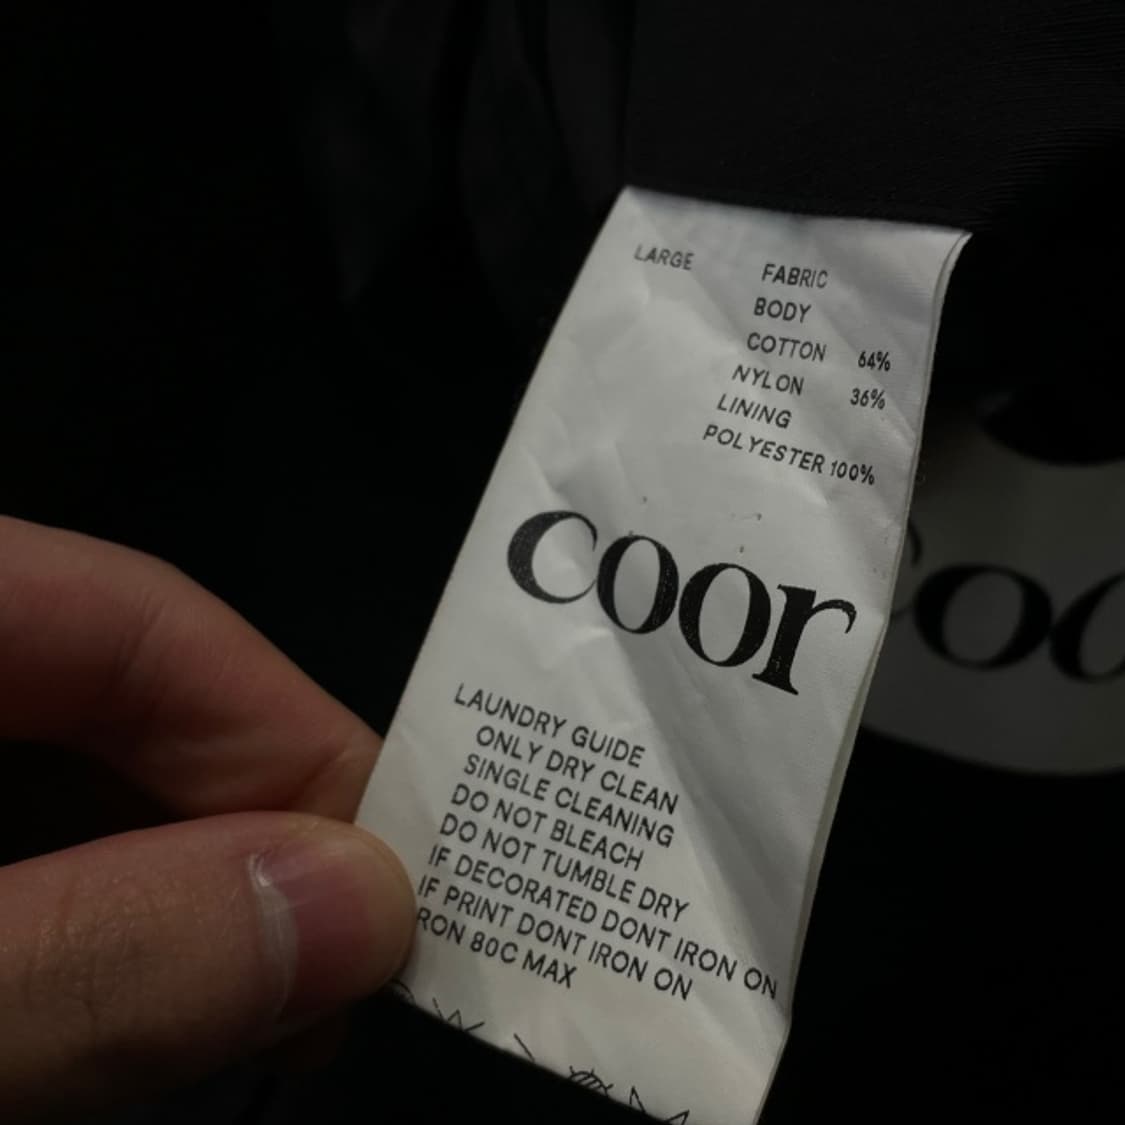 LARGE FABRIC
BODY
COTTON 64%
NYLON 36%
LINING
POLYESTER 100%
coor
LAUNDRY GUIDE
ONLY DRY CLEAN
SINGLE CLEANING
DO NOT BLEACH
DO NOT TUMBLE DRY
IF DECORATED DONT IRON ON
IF PRINT DONT IRON ON
RON 80C MAX
oo